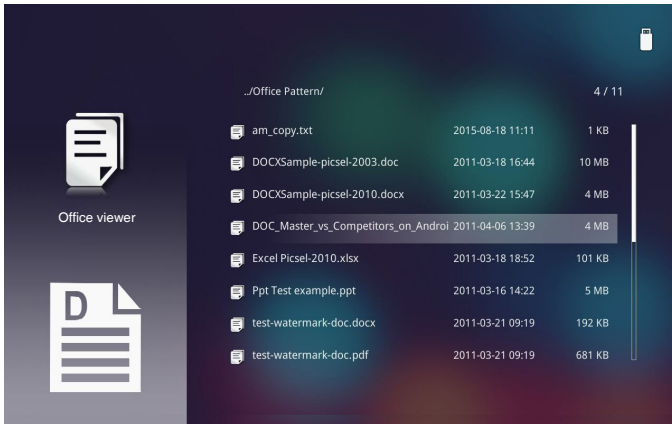 ../Office Pattern/ 4 / 11
am_copy.txt 2015-08-18 11:11 1 KB
DOCXSample-picsel-2003.doc 2011-03-18 16:44 10 MB
DOCXSample-picsel-2010.docx 2011-03-22 15:47 4 MB
Office viewer
DOC_Master_vs_Competitors_on_Androi 2011-04-06 13:39 4 MB
Excel Picsel-2010.xlsx 2011-03-18 18:52 101 KB
Ppt Test example.ppt 2011-03-16 14:22 5 MB
D
test-watermark-doc.docx 2011-03-21 09:19 192 KB
test-watermark-doc.pdf 2011-03-21 09:19 681 KB